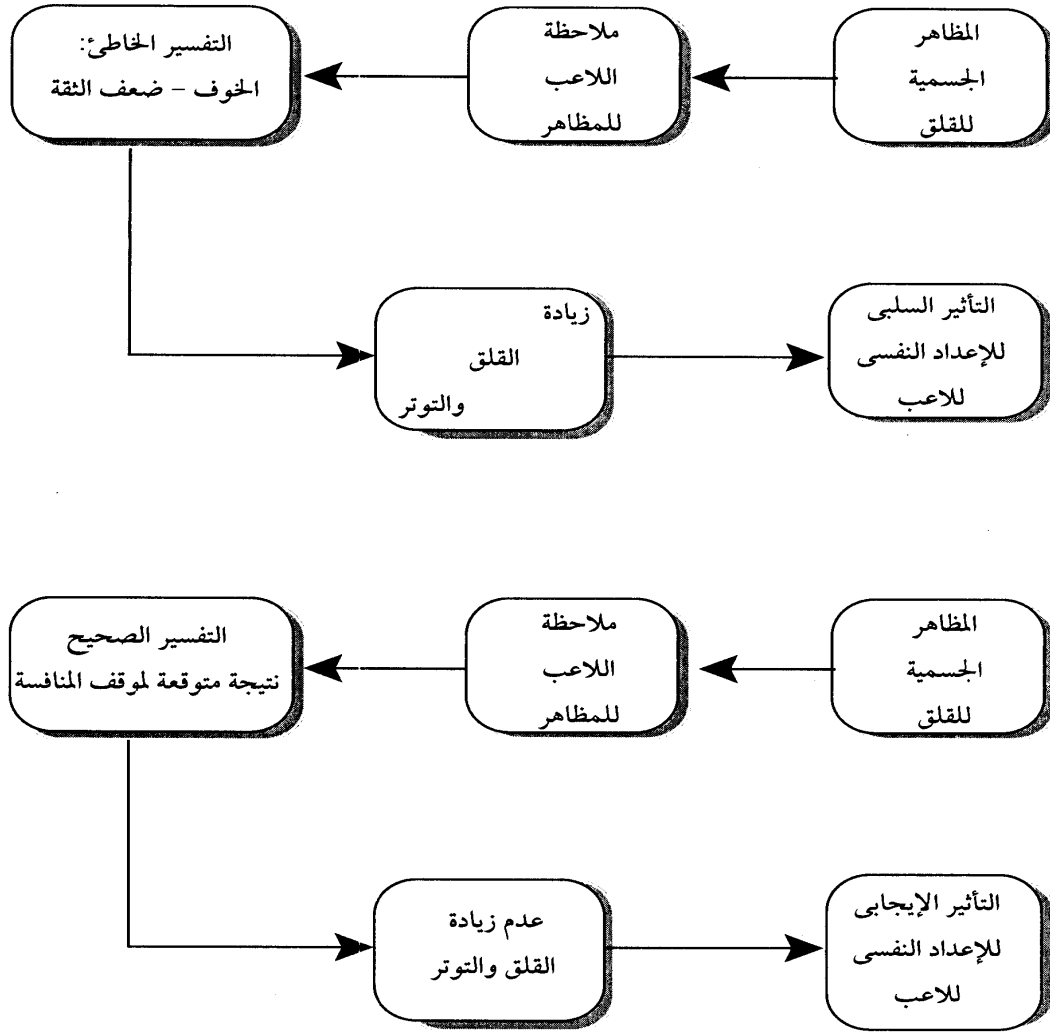 المظاهر
الجسمية
للقلق
ملاحظة
اللاعب
للمظاهر
التفسير الخاطئ:
الخوف – ضعف الثقة
زيادة
القلق
والتوتر
التأثير السلبى
للإعداد النفسى
للاعب
المظاهر
الجسمية
للقلق
ملاحظة
اللاعب
للمظاهر
التفسير الصحيح
نتيجة متوقعة لموقف المنافسة
عدم زيادة
القلق والتوتر
التأثير الإيجابى
للإعداد النفسى
للاعب